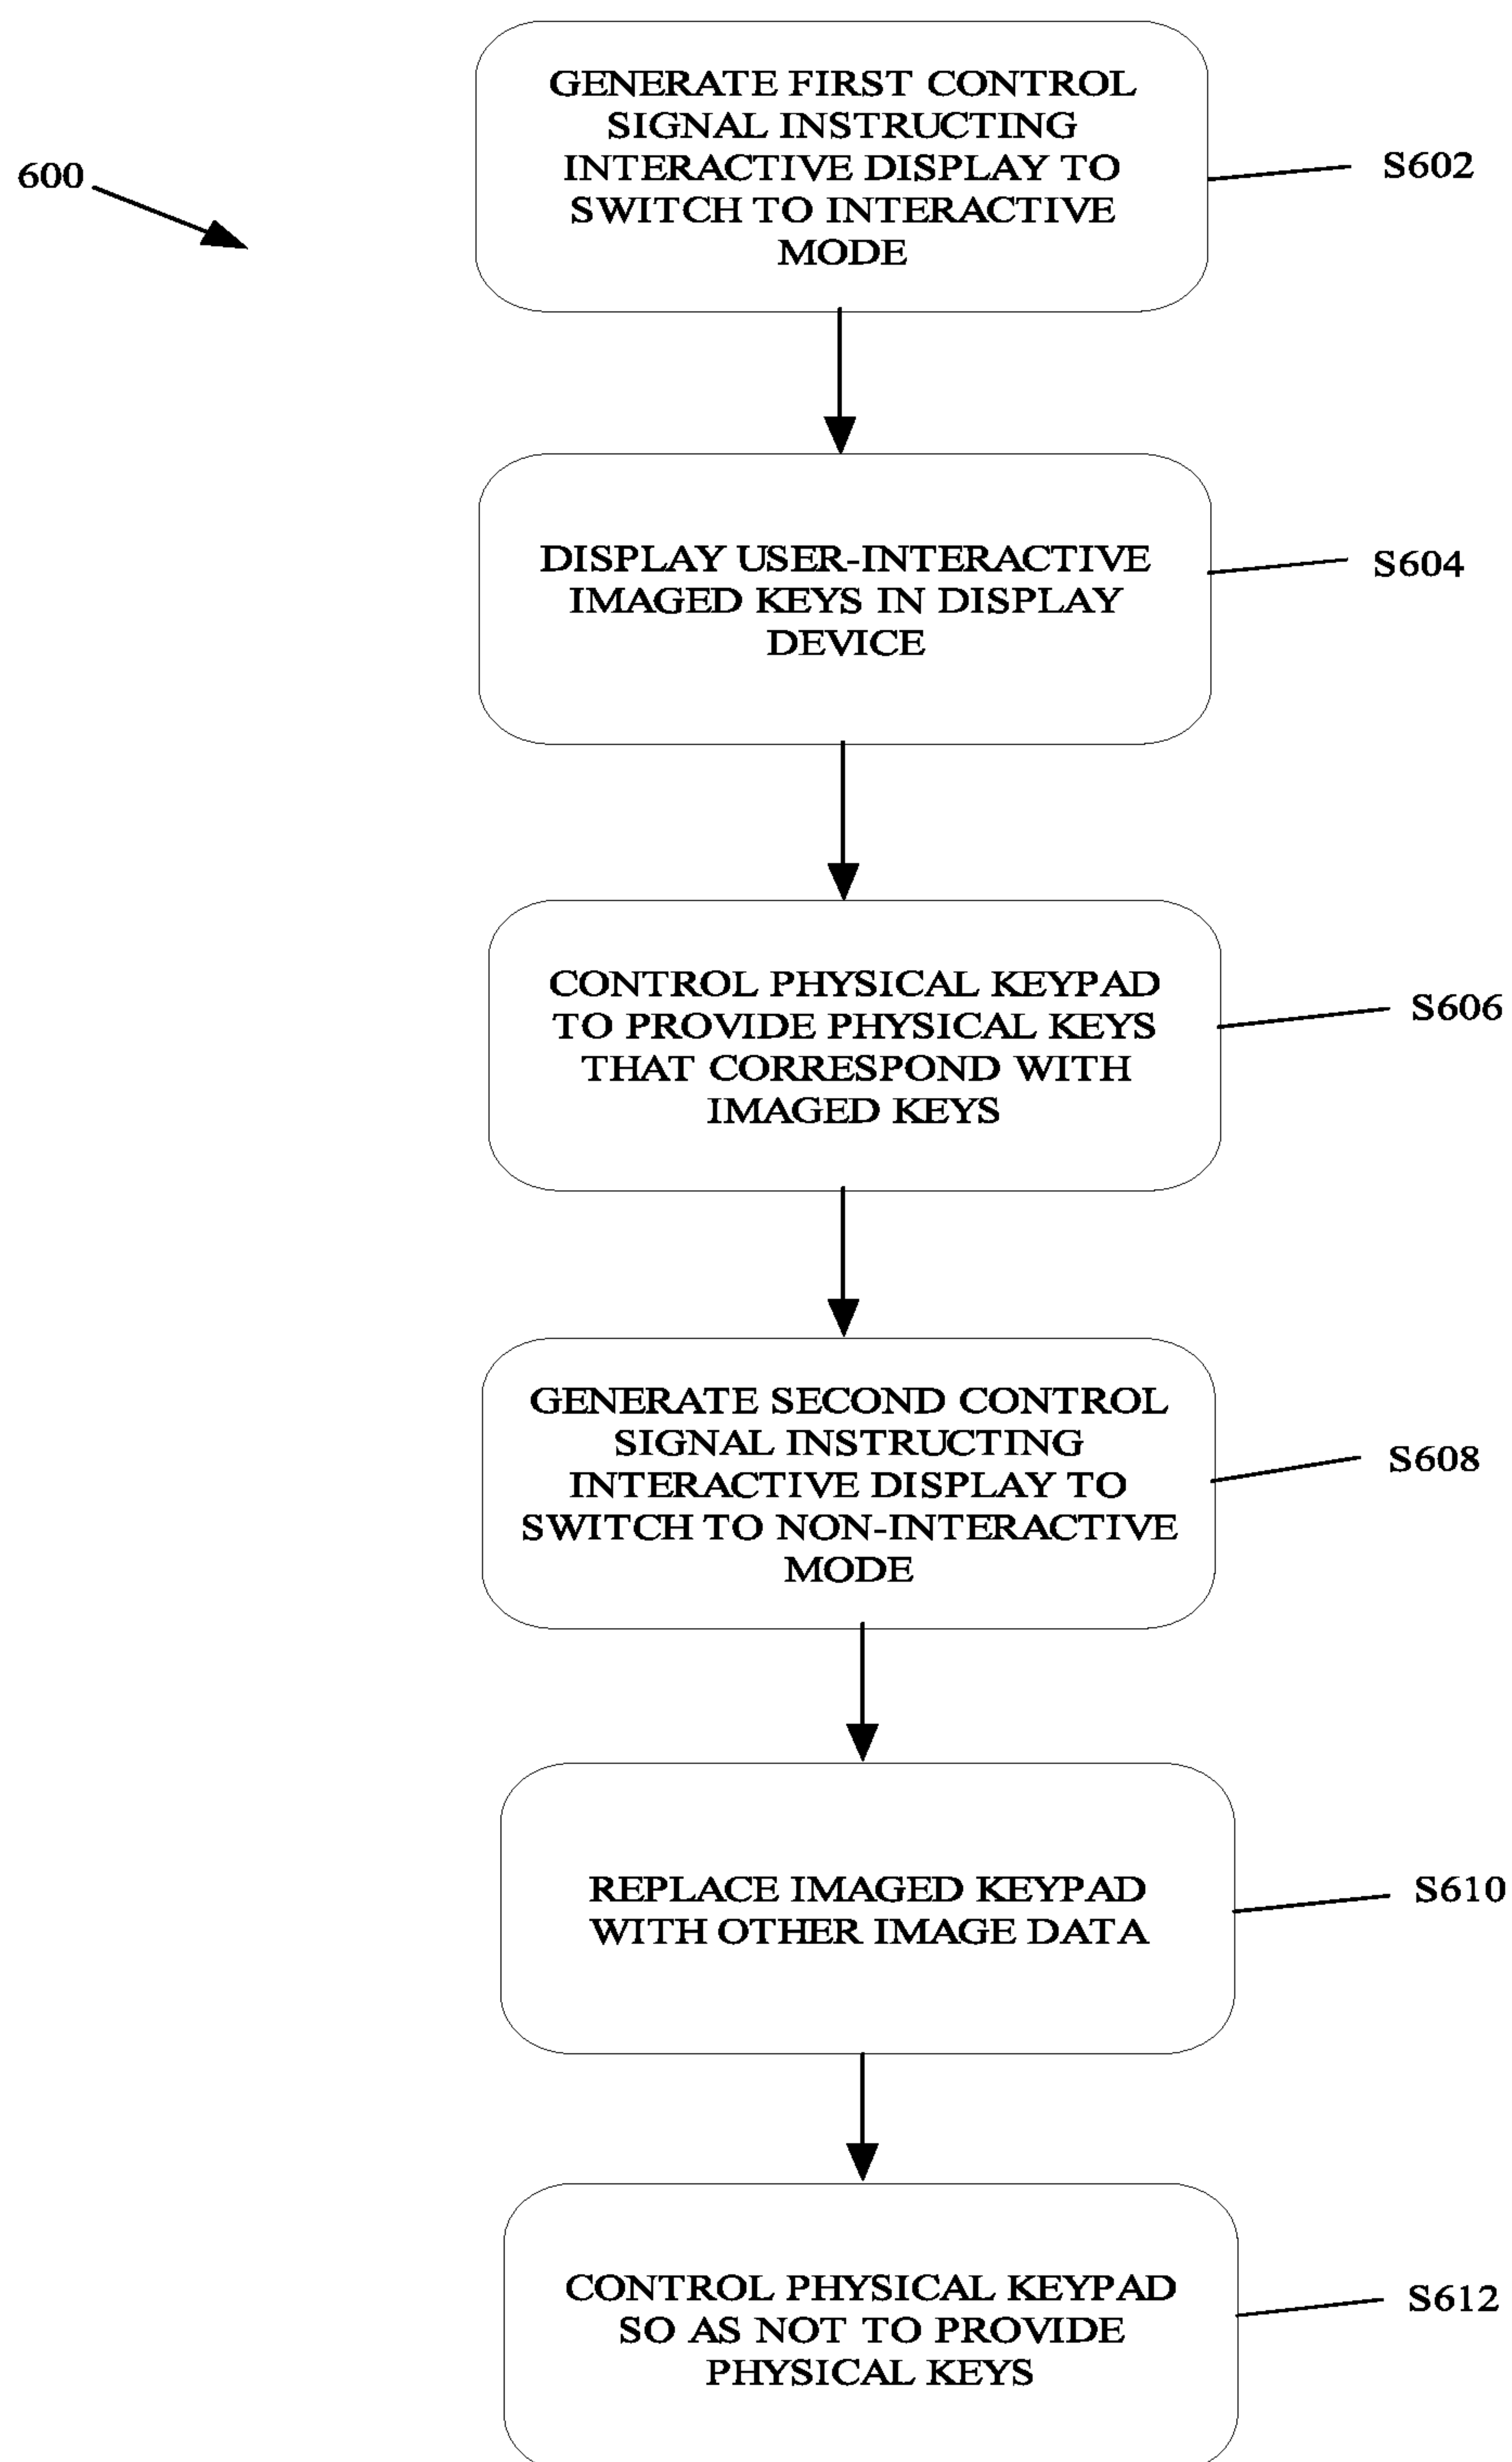 600
GENERATE FIRST CONTROL
SIGNAL INSTRUCTING
INTERACTIVE DISPLAY TO
SWITCH TO INTERACTIVE
MODE
S602
DISPLAY USER-INTERACTIVE
IMAGED KEYS IN DISPLAY
DEVICE
S604
CONTROL PHYSICAL KEYPAD
TO PROVIDE PHYSICAL KEYS
THAT CORRESPOND WITH
IMAGED KEYS
S606
GENERATE SECOND CONTROL
SIGNAL INSTRUCTING
INTERACTIVE DISPLAY TO
SWITCH TO NON-INTERACTIVE
MODE
S608
REPLACE IMAGED KEYPAD
WITH OTHER IMAGE DATA
S610
CONTROL PHYSICAL KEYPAD
SO AS NOT TO PROVIDE
PHYSICAL KEYS
S612